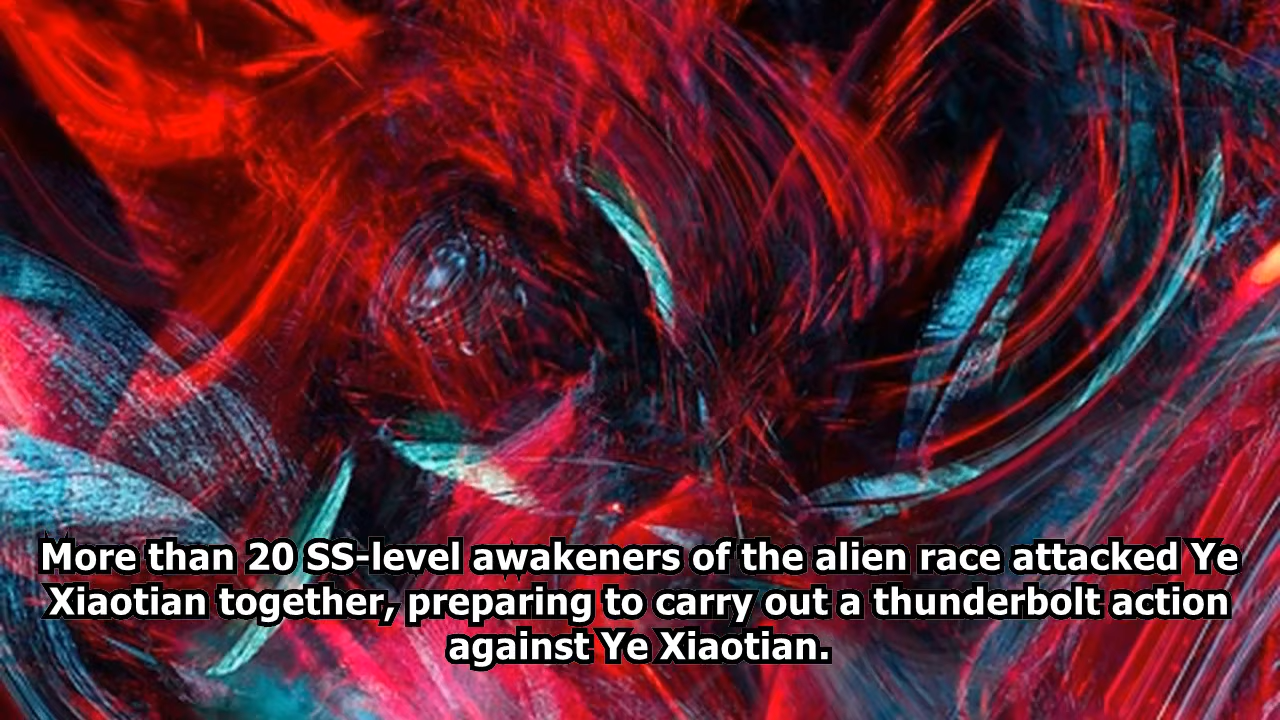 More than 20 SS-level awakeners of the alien race attacked Ye
Xiaotian together, preparing to carry out a thunderbolt action
against Ye Xiaotian.